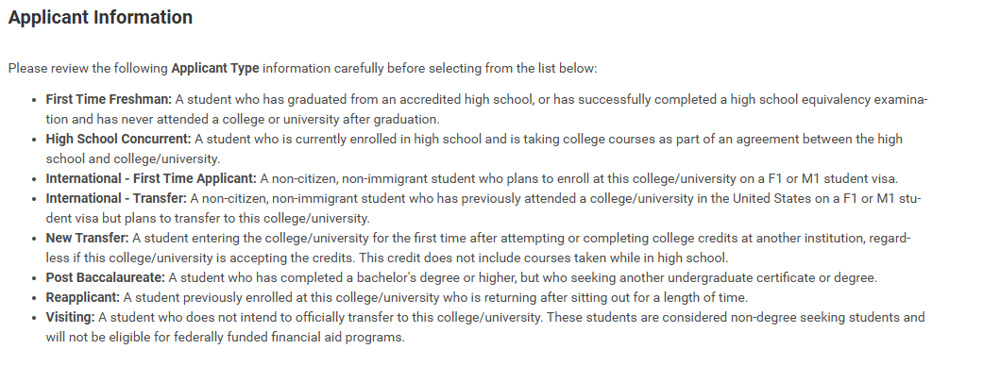 Applicant Information
Please review the following Applicant Type information carefully before selecting from the list below:
• First Time Freshman: A student who has graduated from an accredited high school, or has successfully completed a high school equivalency examina-
tion and has never attended a college or university after graduation.
• High School Concurrent: A student who is currently enrolled in high school and is taking college courses as part of an agreement between the high
school and college/university.
• International - First Time Applicant: A non-citizen, non-immigrant student who plans to enroll at this college/university on a F1 or M1 student visa.
• International - Transfer: A non-citizen, non-immigrant student who has previously attended a college/university in the United States on a F1 or M1 stu-
dent visa but plans to transfer to this college/university.
• New Transfer: A student entering the college/university for the first time after attempting or completing college credits at another institution, regard-
less if this college/university is accepting the credits. This credit does not include courses taken while in high school.
• Post Baccalaureate: A student who has completed a bachelor's degree or higher, but who seeking another undergraduate certificate or degree.
• Reapplicant: A student previously enrolled at this college/university who is returning after sitting out for a length of time.
• Visiting: A student who does not intend to officially transfer to this college/university. These students are considered non-degree seeking students and
will not be eligible for federally funded financial aid programs.